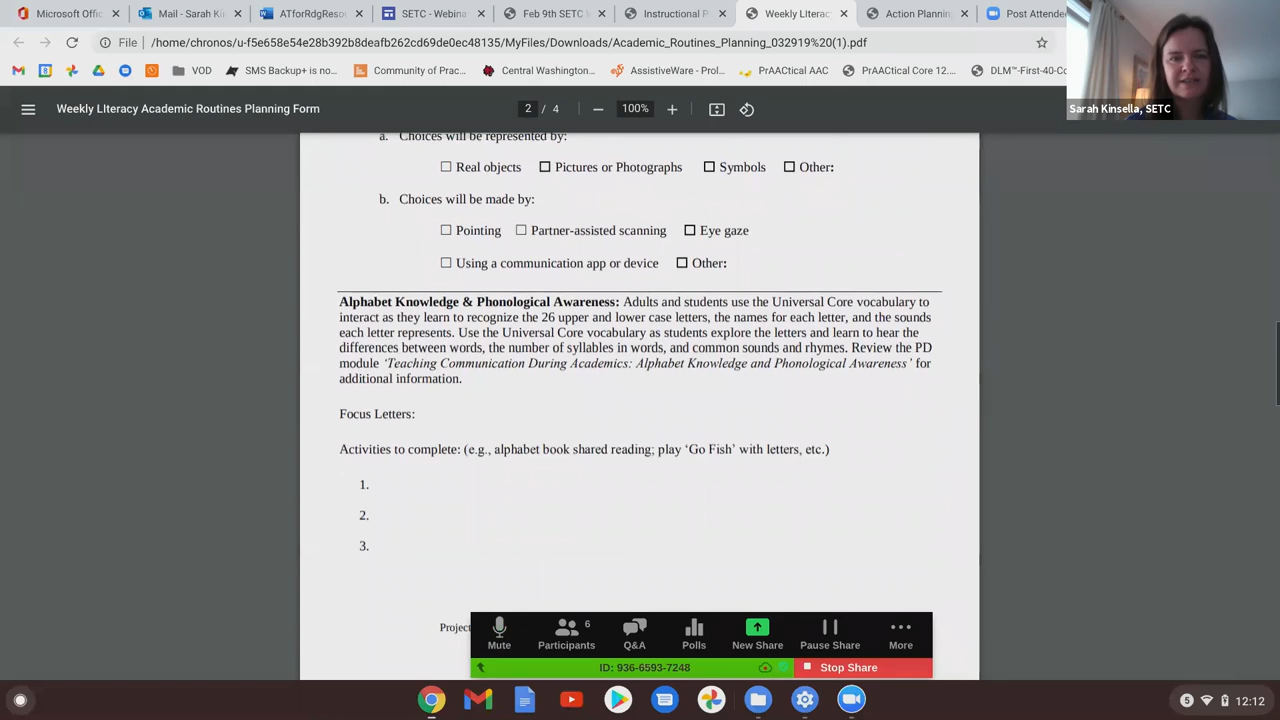 Microsoft Offic
Mail - Sarah Ki
ATforRdgResou
SETC - Webina
Feb 9th SETC W
Instructional P
Weekly LIterac
Action Planning
Post Attende
File | /home/chronos/u-f5e658e54e28b392b8deafb262cd69de0ec48135/MyFiles/Downloads/Academic_Routines_Planning_032919%20(1).pdf
VOD
SMS Backup+ is no...
Community of Prac...
Central Washington...
AssistiveWare - Prol...
PrAACtical AAC
PrAACtical Core 12....
DLM™-First-40-Co
Sarah Kinsella, SETC
Weekly LIteracy Academic Routines Planning Form
2 / 4
100%
a. Choices will be represented by:
☐ Real objects ☐ Pictures or Photographs ☐ Symbols ☐ Other:
b. Choices will be made by:
☐ Pointing ☐ Partner-assisted scanning ☐ Eye gaze
☐ Using a communication app or device ☐ Other:
Alphabet Knowledge & Phonological Awareness: Adults and students use the Universal Core vocabulary to
interact as they learn to recognize the 26 upper and lower case letters, the names for each letter, and the sounds
each letter represents. Use the Universal Core vocabulary as students explore the letters and learn to hear the
differences between words, the number of syllables in words, and common sounds and rhymes. Review the PD
module ‘Teaching Communication During Academics: Alphabet Knowledge and Phonological Awareness’ for
additional information.
Focus Letters:
Activities to complete: (e.g., alphabet book shared reading; play ‘Go Fish’ with letters, etc.)
1.
2.
3.
Project
6
Mute
Participants
Q&A
Polls
New Share
Pause Share
More
ID: 936-6593-7248
Stop Share
5
12:12